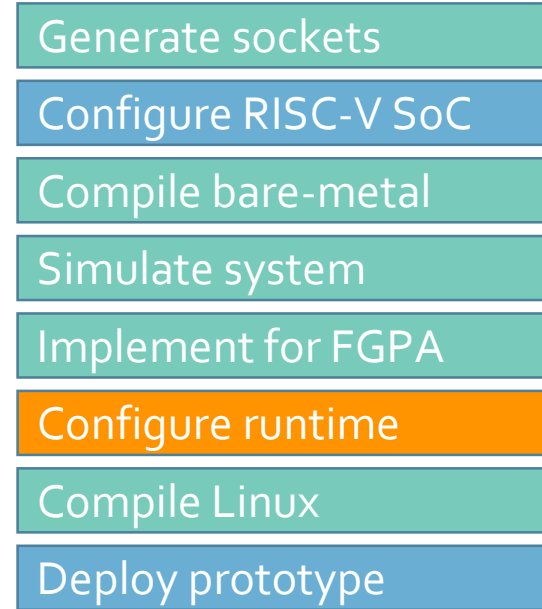 Generate sockets
Configure RISC-V SoC
Compile bare-metal
Simulate system
Implement for FGPA
Configure runtime
Compile Linux
Deploy prototype